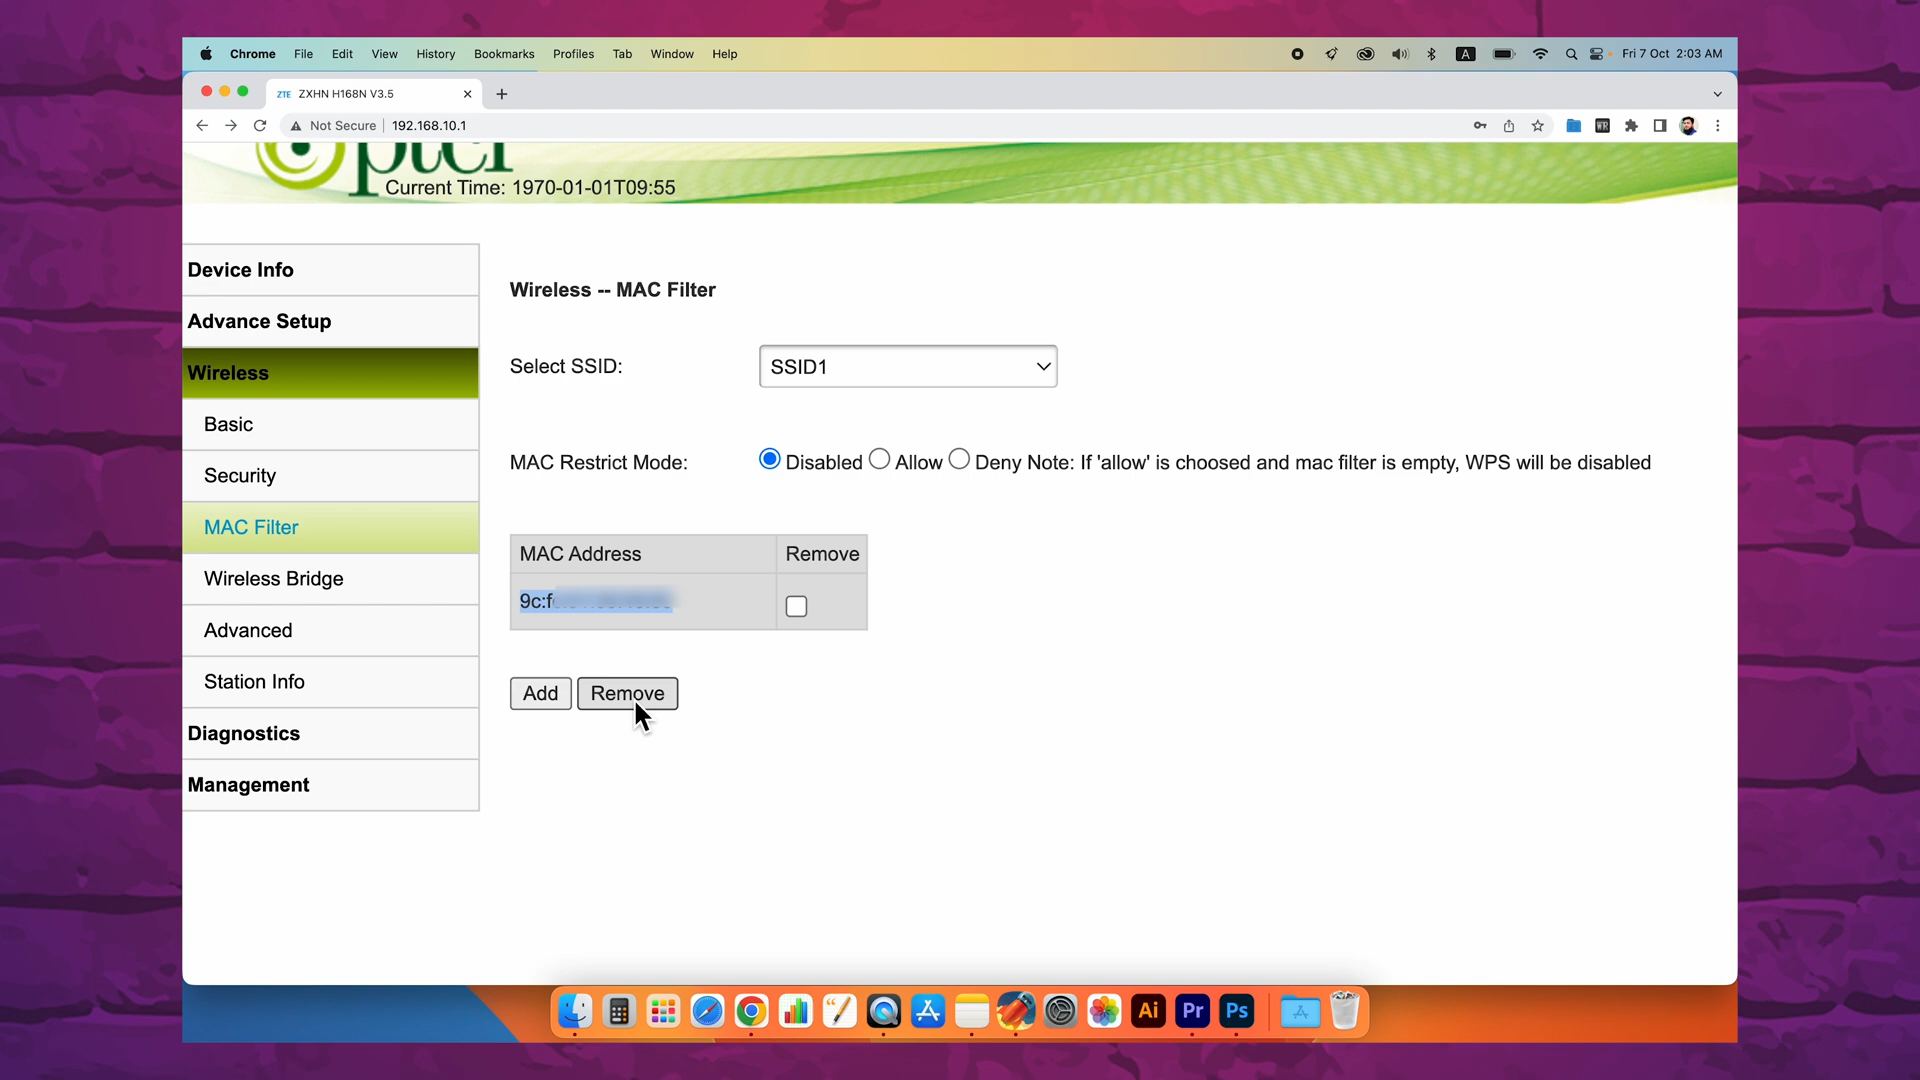 Chrome File Edit View History Bookmarks Profiles Tab Window Help
A
Fri 7 Oct 2:03 AM
ZTE ZXHN H168N V3.5
Not Secure 192.168.10.1
WR
ptcl
Current Time: 1970-01-01T09:55
Device Info
Advance Setup
Wireless
Basic
Security
MAC Filter
Wireless Bridge
Advanced
Station Info
Diagnostics
Management
Wireless -- MAC Filter
Select SSID: SSID1
MAC Restrict Mode: Disabled Allow Deny Note: If 'allow' is choosed and mac filter is empty, WPS will be disabled
MAC Address Remove
9c:f
Add Remove
Ai Pr Ps